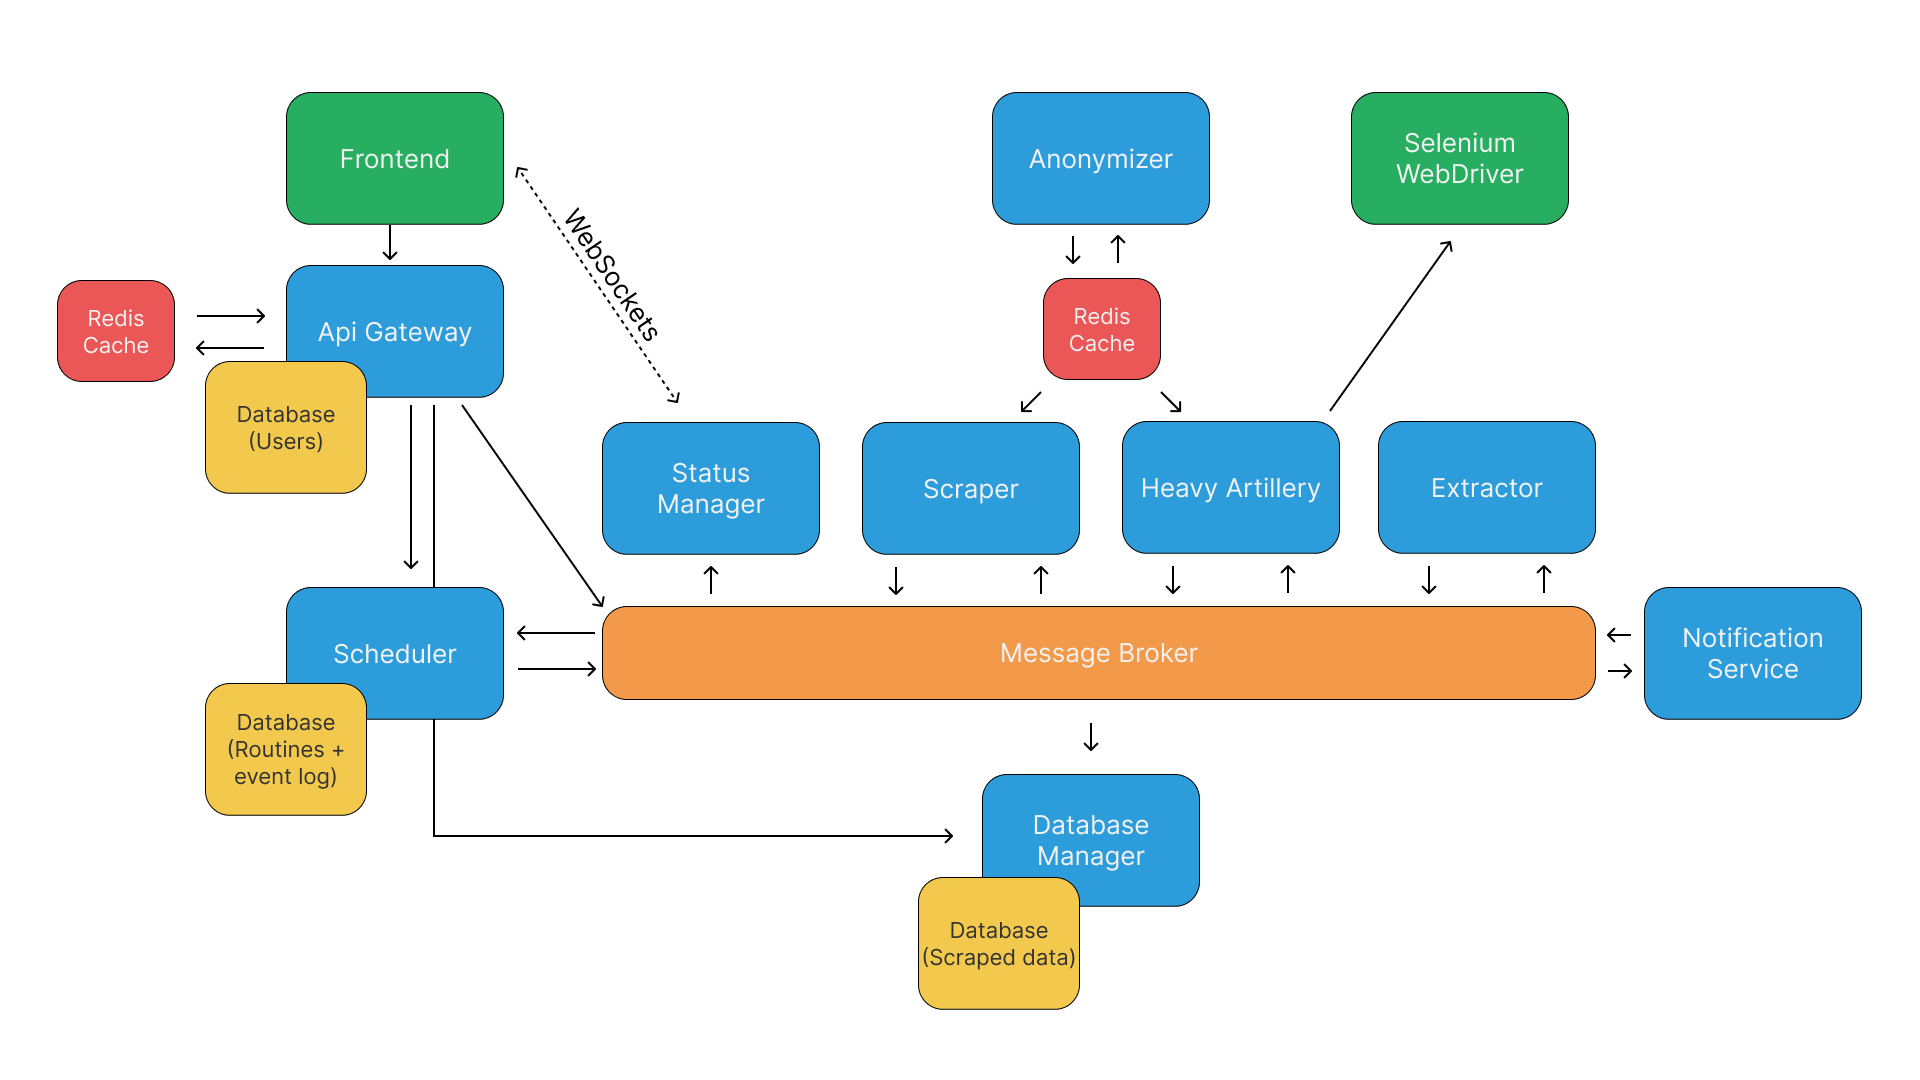 Frontend
Anonymizer
Selenium
WebDriver
WebSockets
Redis
Cache
Api Gateway
Redis
Cache
Database
(Users)
Status
Manager
Scraper
Heavy Artillery
Extractor
Scheduler
Message Broker
Notification
Service
Database
(Routines +
event log)
Database
Manager
Database
(Scraped data)